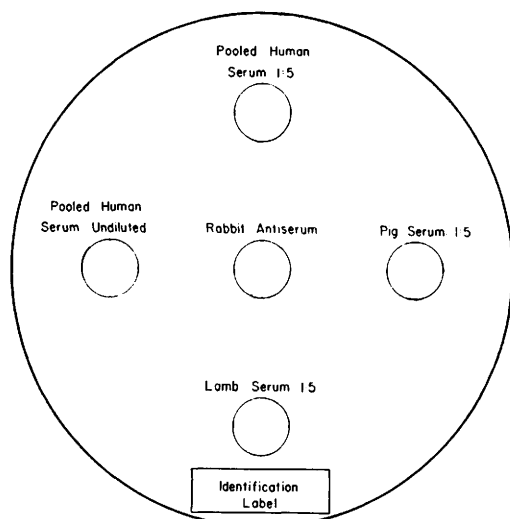 Pooled Human
Serum 1:5
Pooled Human
Serum Undiluted
Rabbit Antiserum
Pig Serum 1:5
Lamb Serum 1:5
Identification
Label